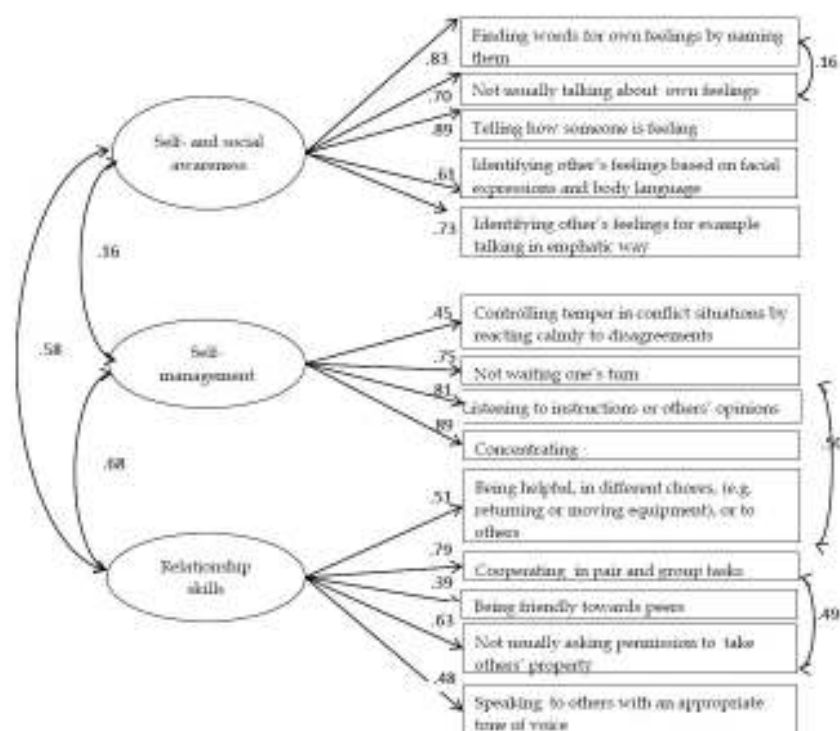 Finding words for own feelings by naming
them
.83
.16
.70
Not usually talking about own feelings
.89
Telling how someone is feeling
Self- and social
awareness
.61
Identifying other's feelings based on facial
expressions and body language
.73
Identifying other's feelings for example
talking in emphatic way
.16
.58
.45
Controlling temper in conflict situations by
reacting calmly to disagreements
Self-
management
.75
Not waiting one's turn
.81
Listening to instructions or others' opinions
.89
Concentrating
.68
.51
Being helpful, in different chores, (e.g.
returning or moving equipment), or to
others
Relationship
skills
.79
Cooperating in pair and group tasks
.39
Being friendly towards peers
.63
.49
Not usually asking permission to take
others' property
.48
Speaking to others with an appropriate
tone of voice